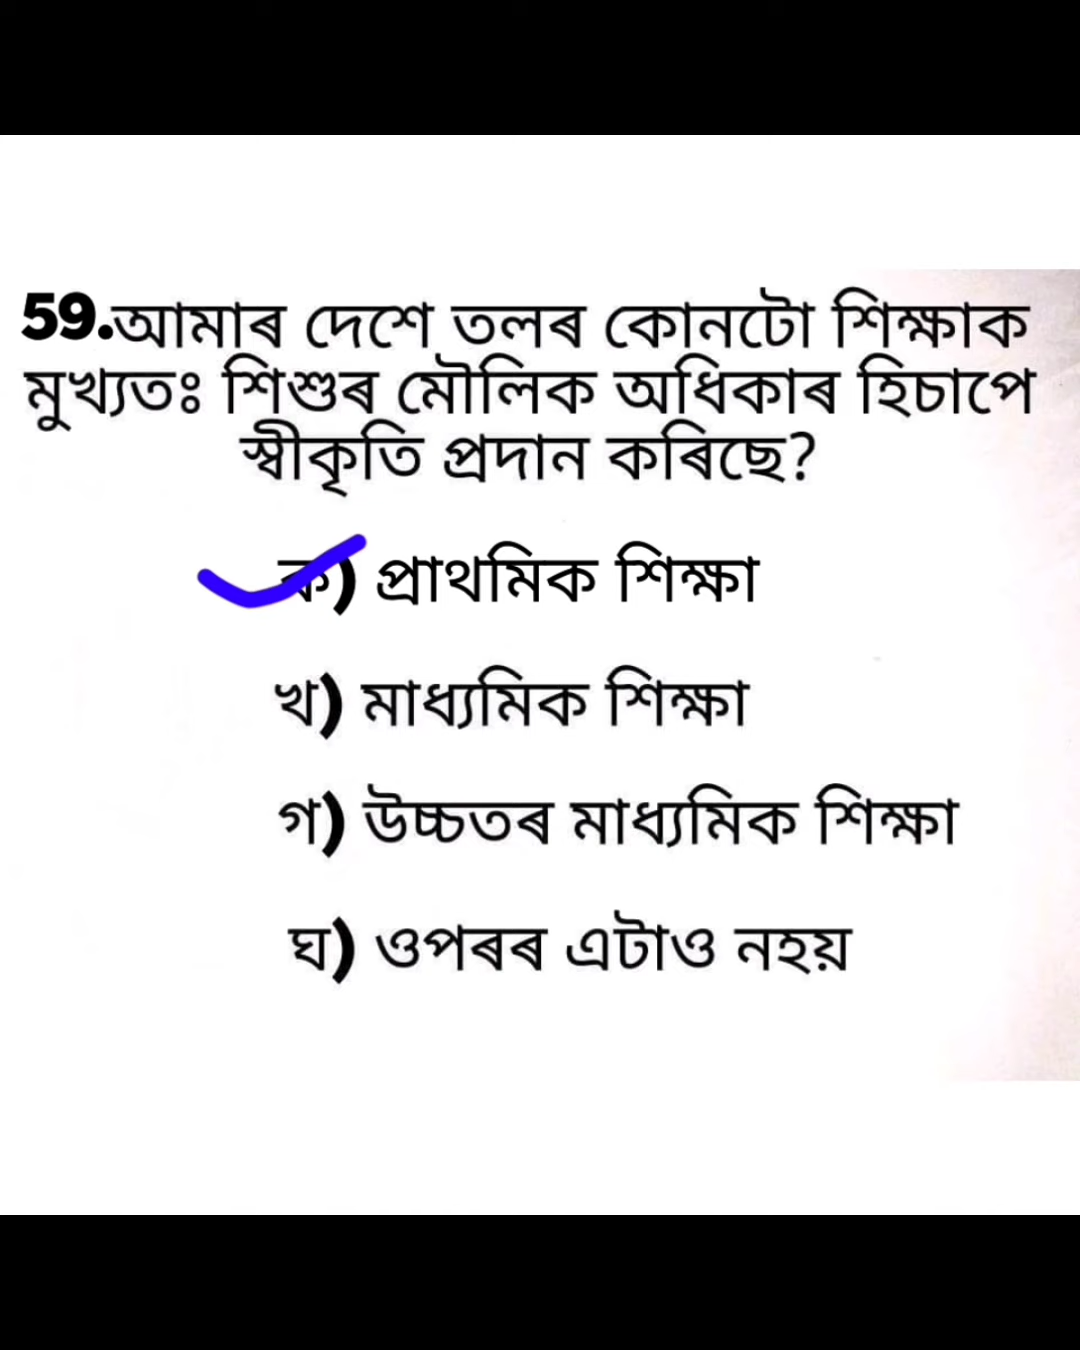 59.আমাৰ দেশে তলৰ কোনটো শিক্ষাক
মুখ্যতঃ শিশুৰ মৌলিক অধিকাৰ হিচাপে
স্বীকৃতি প্ৰদান কৰিছে?
ক) প্ৰাথমিক শিক্ষা
খ) মাধ্যমিক শিক্ষা
গ) উচ্চতৰ মাধ্যমিক শিক্ষা
ঘ) ওপৰৰ এটাও নহয়